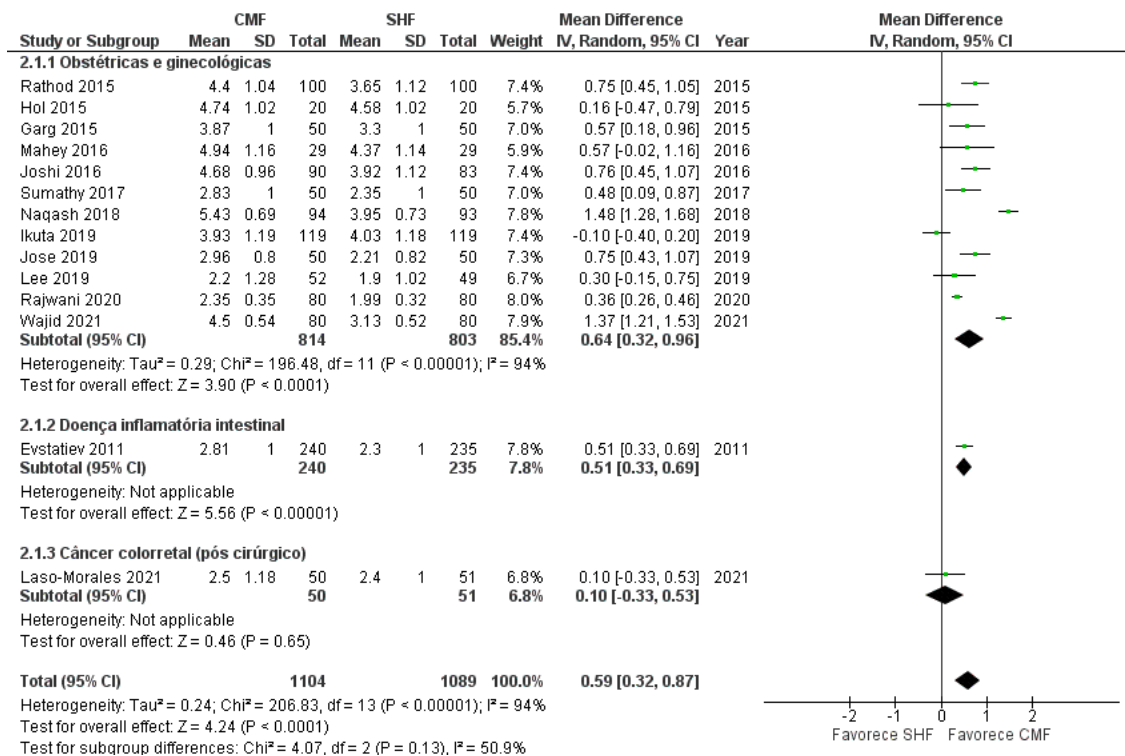 CMF SHF Mean Difference Mean Difference
Study or Subgroup Mean SD Total Mean SD Total Weight IV, Random, 95% CI Year IV, Random, 95% CI
2.1.1 Obstétricas e ginecológicas
Rathod 2015 4.4 1.04 100 3.65 1.12 100 7.4% 0.75 [0.45, 1.05] 2015
Hol 2015 4.74 1.02 20 4.58 1.02 20 5.7% 0.16 [-0.47, 0.79] 2015
Garg 2015 3.87 1 50 3.3 1 50 7.0% 0.57 [0.18, 0.96] 2015
Mahey 2016 4.94 1.16 29 4.37 1.14 29 5.9% 0.57 [-0.02, 1.16] 2016
Joshi 2016 4.68 0.96 90 3.92 1.12 83 7.4% 0.76 [0.45, 1.07] 2016
Sumathy 2017 2.83 1 50 2.35 1 50 7.0% 0.48 [0.09, 0.87] 2017
Naqash 2018 5.43 0.69 94 3.95 0.73 93 7.8% 1.48 [1.28, 1.68] 2018
Ikuta 2019 3.93 1.19 119 4.03 1.18 119 7.4% -0.10 [-0.40, 0.20] 2019
Jose 2019 2.96 0.8 50 2.21 0.82 50 7.3% 0.75 [0.43, 1.07] 2019
Lee 2019 2.2 1.28 52 1.9 1.02 49 6.7% 0.30 [-0.15, 0.75] 2019
Rajwani 2020 2.35 0.35 80 1.99 0.32 80 8.0% 0.36 [0.26, 0.46] 2020
Wajid 2021 4.5 0.54 80 3.13 0.52 80 7.9% 1.37 [1.21, 1.53] 2021
Subtotal (95% CI) 814 803 85.4% 0.64 [0.32, 0.96]
Heterogeneity: Tau² = 0.29; Chi² = 196.48, df = 11 (P < 0.00001); I² = 94%
Test for overall effect: Z = 3.90 (P < 0.0001)
2.1.2 Doença inflamatória intestinal
Evstatiev 2011 2.81 1 240 2.3 1 235 7.8% 0.51 [0.33, 0.69] 2011
Subtotal (95% CI) 240 235 7.8% 0.51 [0.33, 0.69]
Heterogeneity: Not applicable
Test for overall effect: Z = 5.56 (P < 0.00001)
2.1.3 Câncer colorretal (pós cirúrgico)
Laso-Morales 2021 2.5 1.18 50 2.4 1 51 6.8% 0.10 [-0.33, 0.53] 2021
Subtotal (95% CI) 50 51 6.8% 0.10 [-0.33, 0.53]
Heterogeneity: Not applicable
Test for overall effect: Z = 0.46 (P = 0.65)
Total (95% CI) 1104 1089 100.0% 0.59 [0.32, 0.87]
Heterogeneity: Tau² = 0.24; Chi² = 206.83, df = 13 (P < 0.00001); I² = 94%
Test for overall effect: Z = 4.24 (P < 0.0001)
Test for subgroup differences: Chi² = 4.07, df = 2 (P = 0.13), I² = 50.9%
-2 -1 0 1 2
Favorece SHF Favorece CMF